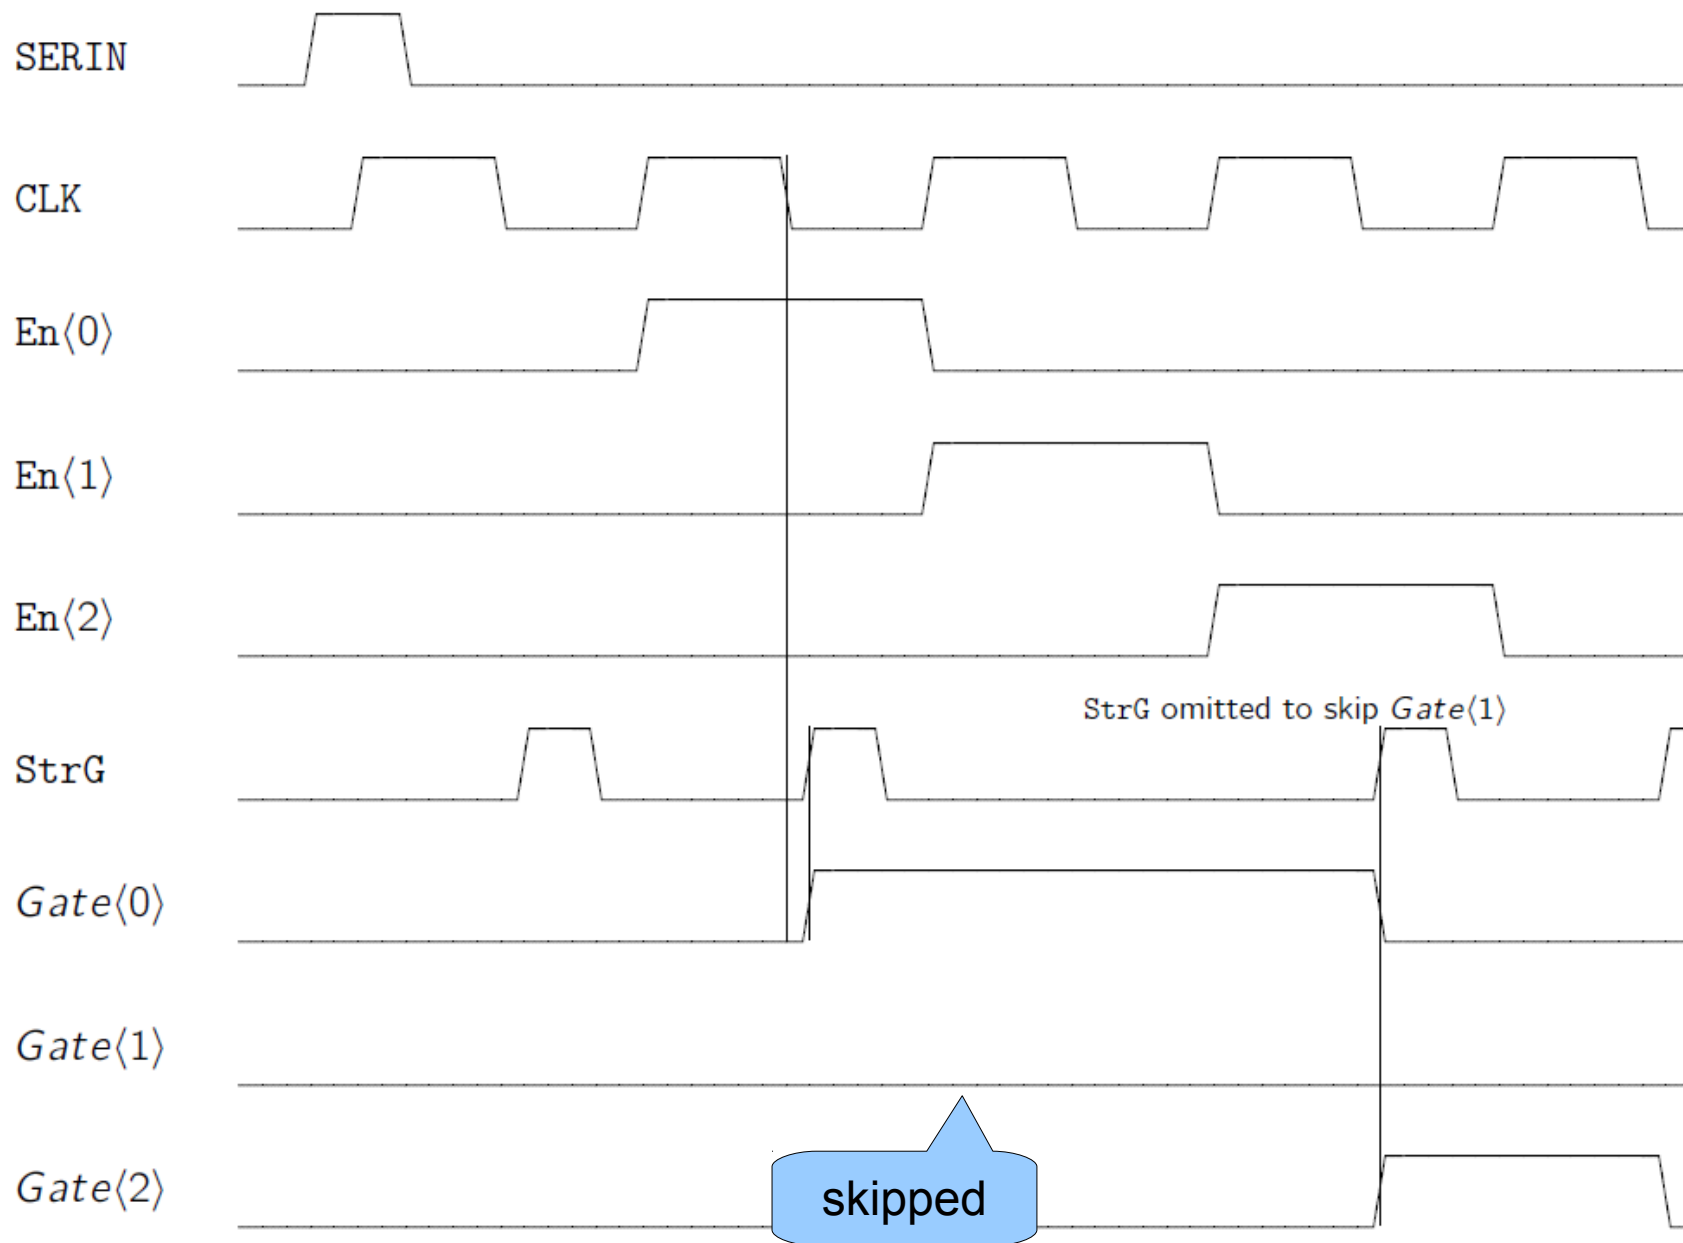 SERIN
CLK
En⟨0⟩
En⟨1⟩
En⟨2⟩
StrG omitted to skip Gate⟨1⟩
StrG
Gate⟨0⟩
Gate⟨1⟩
skipped
Gate⟨2⟩